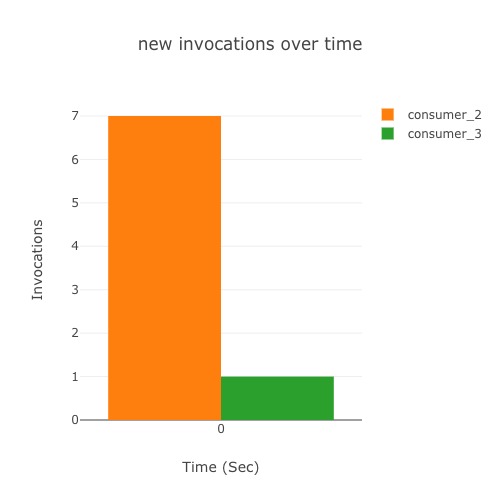 new invocations over time
consumer_2
consumer_3
7
6
5
4
3
2
1
0
Invocations
0
Time (Sec)